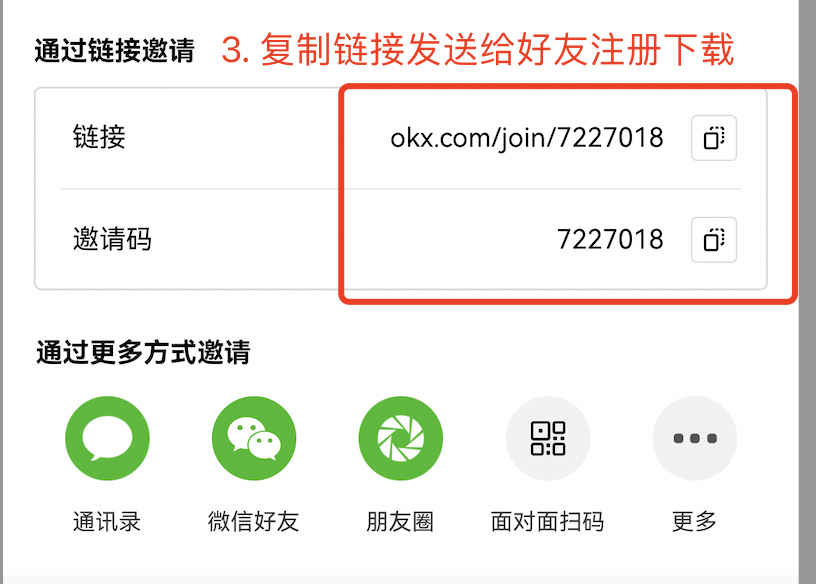 通过链接邀请 3. 复制链接发送给好友注册下载
链接 okx.com/join/7227018
邀请码 7227018
通过更多方式邀请
通讯录 微信好友 朋友圈 面对面扫码 更多